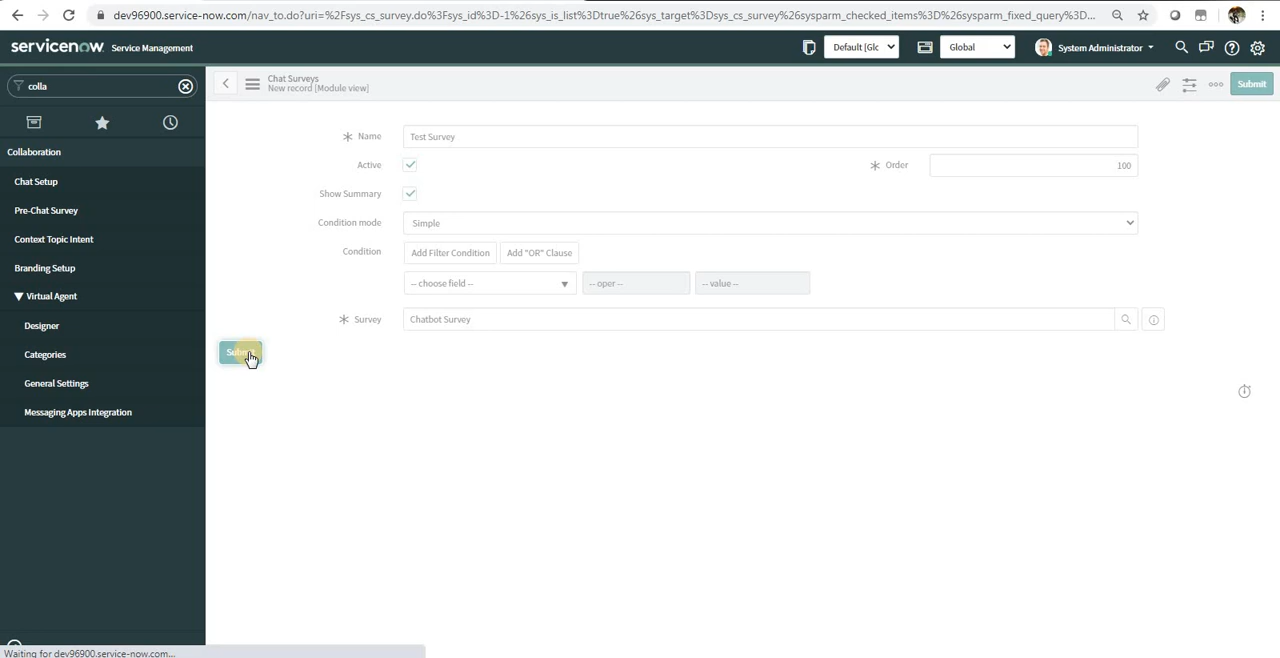 dev96900.service-now.com/nav_to.do?uri=%2Fsys_cs_survey.do%3Fsys_id%3D-1%26sys_is_list%3Dtrue%26sys_target%3Dsys_cs_survey%26sysparm_checked_items%3D%26sysparm_fixed_query%3D...
servicenow Service Management
Default [Glc
Global
System Administrator
colla
Chat Surveys
New record [Module view]
Submit
Collaboration
Chat Setup
Pre-Chat Survey
Context Topic Intent
Branding Setup
Virtual Agent
Designer
Categories
General Settings
Messaging Apps Integration
Name Test Survey
Active Order 100
Show Summary
Condition mode Simple
Condition Add Filter Condition Add "OR" Clause
-- choose field -- -- oper -- -- value --
Survey Chatbot Survey
Submit
Waiting for dev96900.service-now.com...